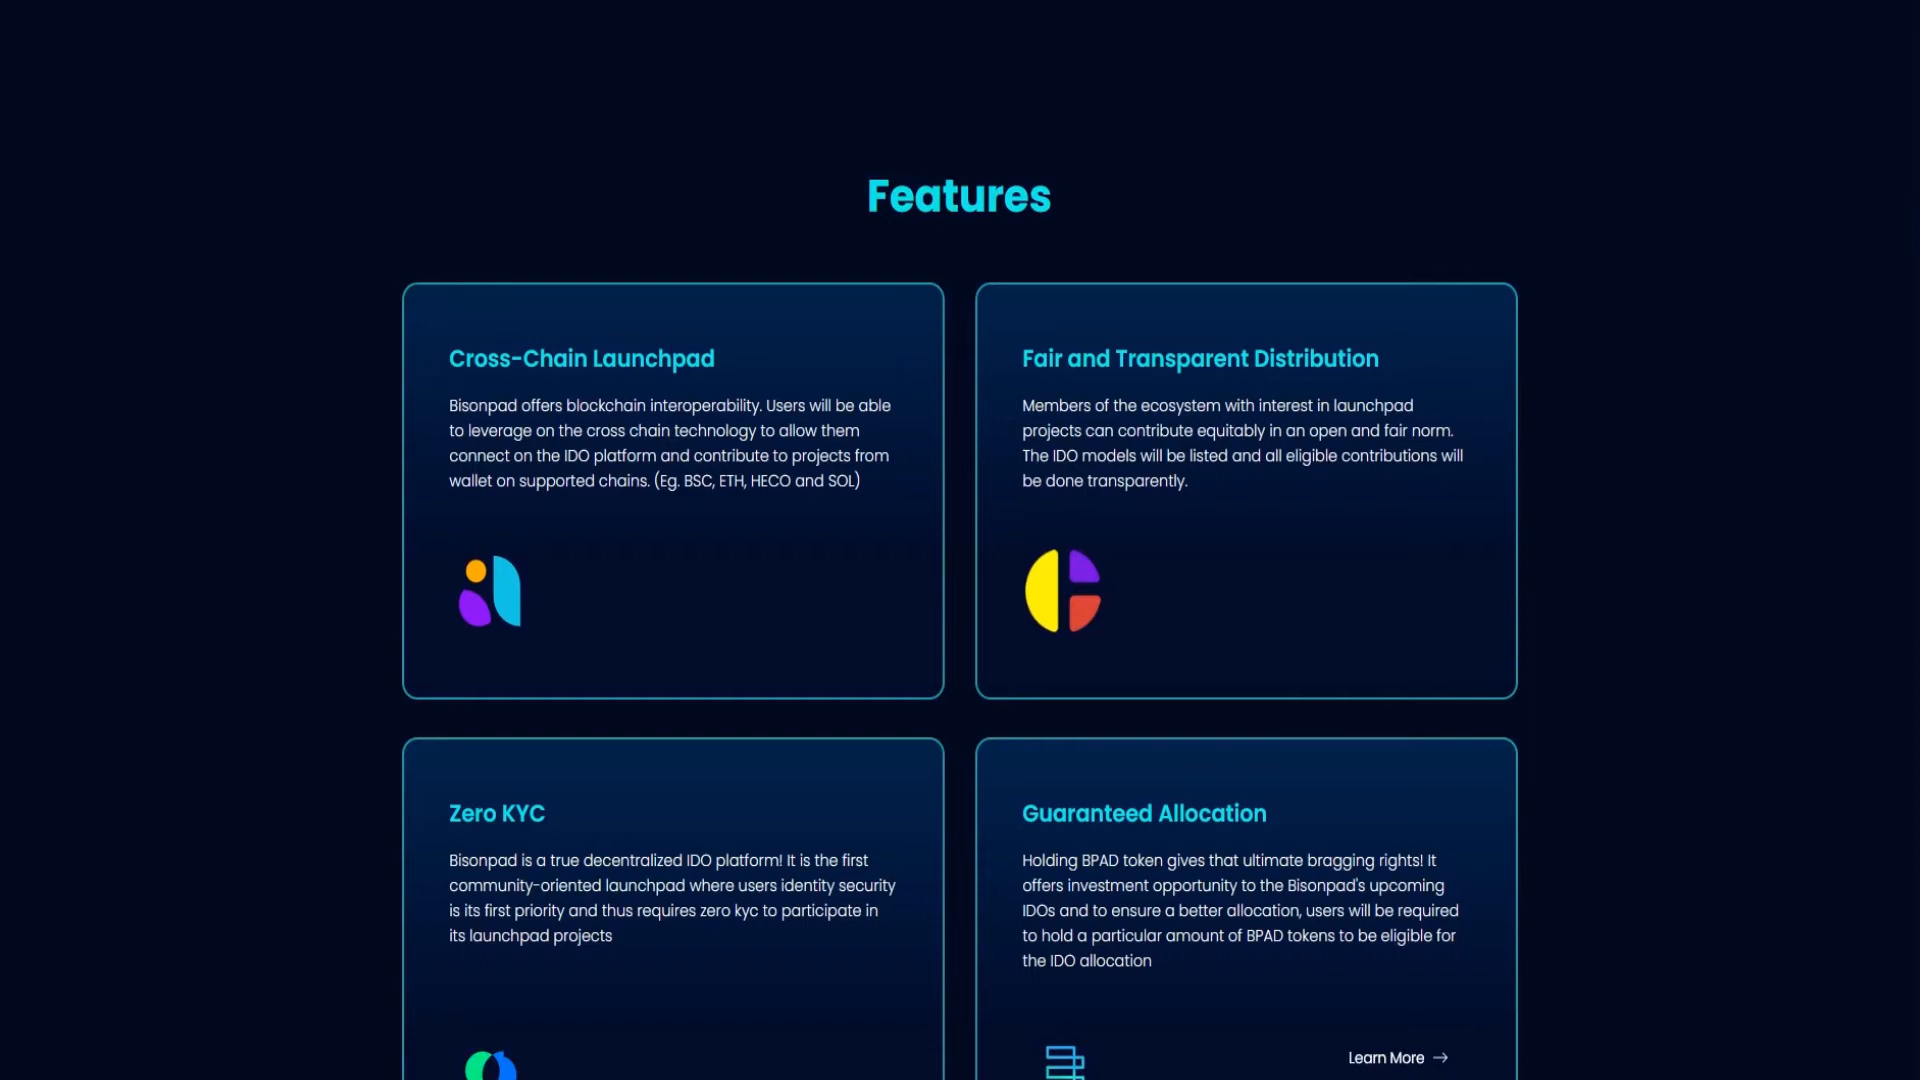 Features
Cross-Chain Launchpad
Bisonpad offers blockchain interoperability. Users will be able
to leverage on the cross chain technology to allow them
connect on the IDO platform and contribute to projects from
wallet on supported chains. (Eg. BSC, ETH, HECO and SOL)
Fair and Transparent Distribution
Members of the ecosystem with interest in launchpad
projects can contribute equitably in an open and fair norm.
The IDO models will be listed and all eligible contributions will
be done transparently.
Zero KYC
Bisonpad is a true decentralized IDO platform! It is the first
community-oriented launchpad where users identity security
is its first priority and thus requires zero kyc to participate in
its launchpad projects
Guaranteed Allocation
Holding BPAD token gives that ultimate bragging rights! It
offers investment opportunity to the Bisonpad's upcoming
IDOs and to ensure a better allocation, users will be required
to hold a particular amount of BPAD tokens to be eligible for
the IDO allocation
Learn More